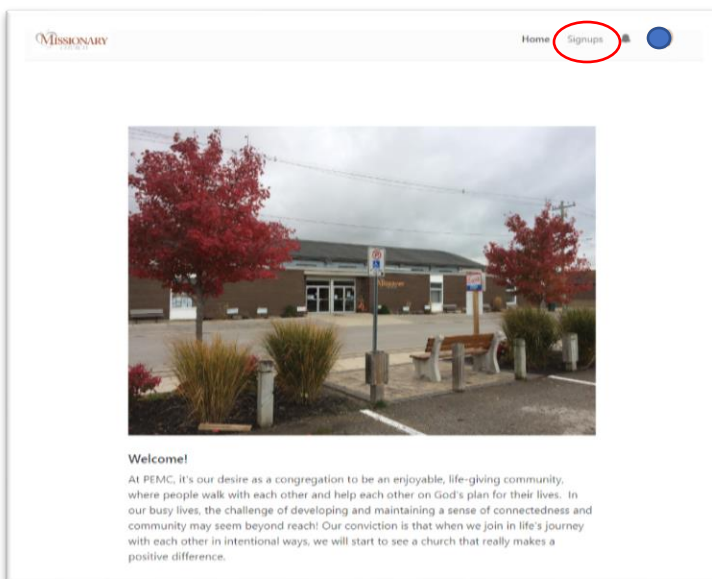 MISSIONARY
CHURCH
Home Signups
Missionary
Welcome!
At PEMC, it's our desire as a congregation to be an enjoyable, life-giving community,
where people walk with each other and help each other on God's plan for their lives. In
our busy lives, the challenge of developing and maintaining a sense of connectedness and
community may seem beyond reach! Our conviction is that when we join in life's journey
with each other in intentional ways, we will start to see a church that really makes a
positive difference.